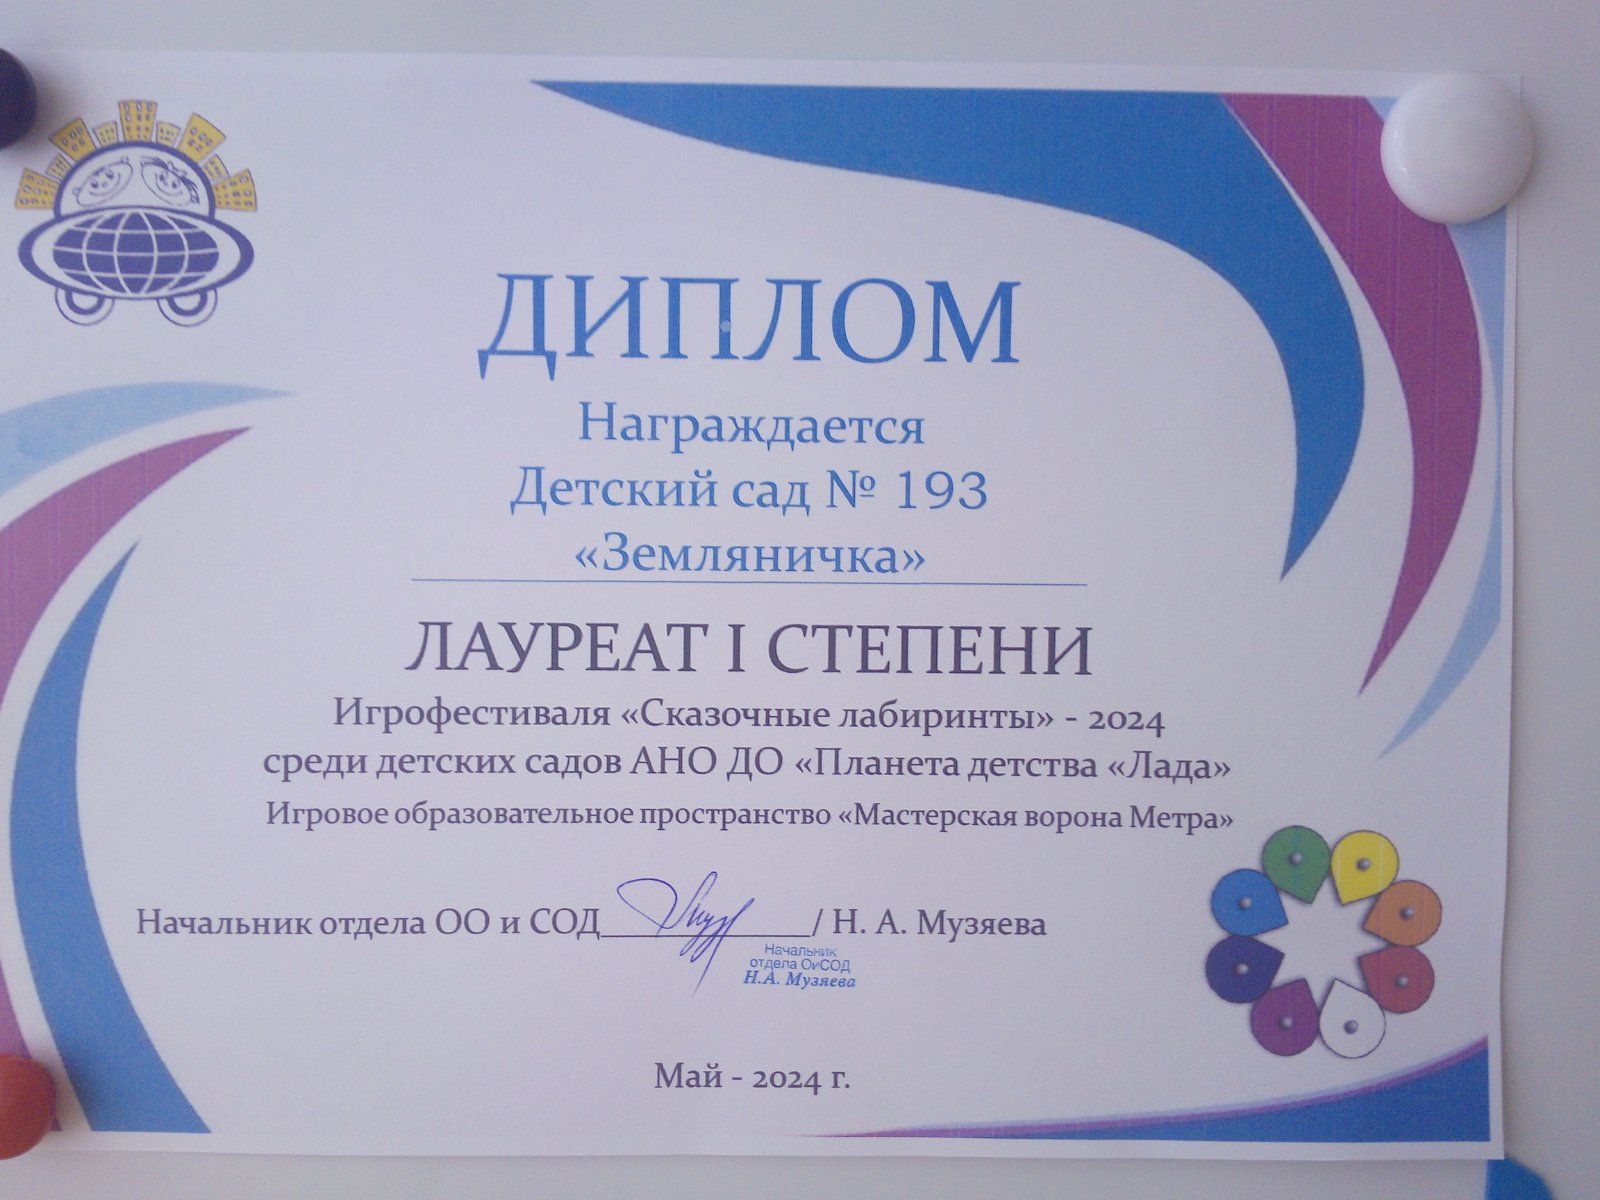 ДИПЛОМ
Награждается
Детский сад № 193
«Земляничка»
ЛАУРЕАТ I СТЕПЕНИ
Игрофестиваля «Сказочные лабиринты» - 2024
среди детских садов АНО ДО «Планета детства «Лада»
Игровое образовательное пространство «Мастерская ворона Метра»
Начальник отдела ОО и СОД____________/ Н. А. Музяева
Начальник
отдела ОиСОД
Н.А. Музяева
Май - 2024 г.